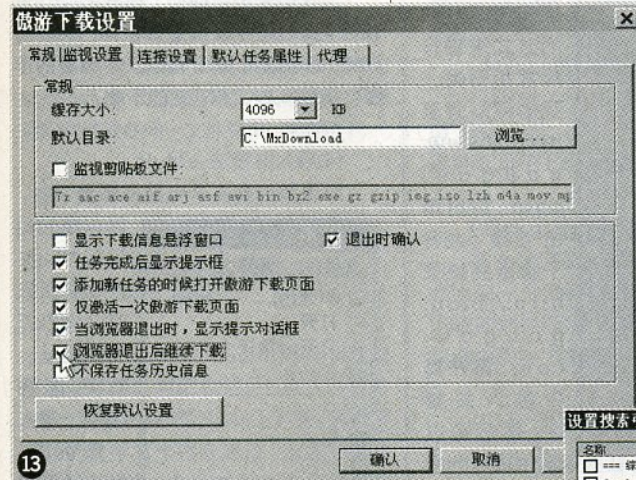 傲游下载设置
常规|监视设置 连接设置 默认任务属性 代理
常规
缓存大小: 4096 KB
默认目录: C:\MxDownload 浏览...
监视剪贴板文件:
7z aac ace aif arj asf avi bin bz2 exe gz gzip img iso lzh m4a mov mp
显示下载信息悬浮窗口 退出时确认
任务完成后显示提示框
添加新任务的时候打开傲游下载页面
仅激活一次傲游下载页面
当浏览器退出时，显示提示对话框
浏览器退出后继续下载
不保存任务历史信息
恢复默认设置
设置搜索
名称
===
13 确认 取消